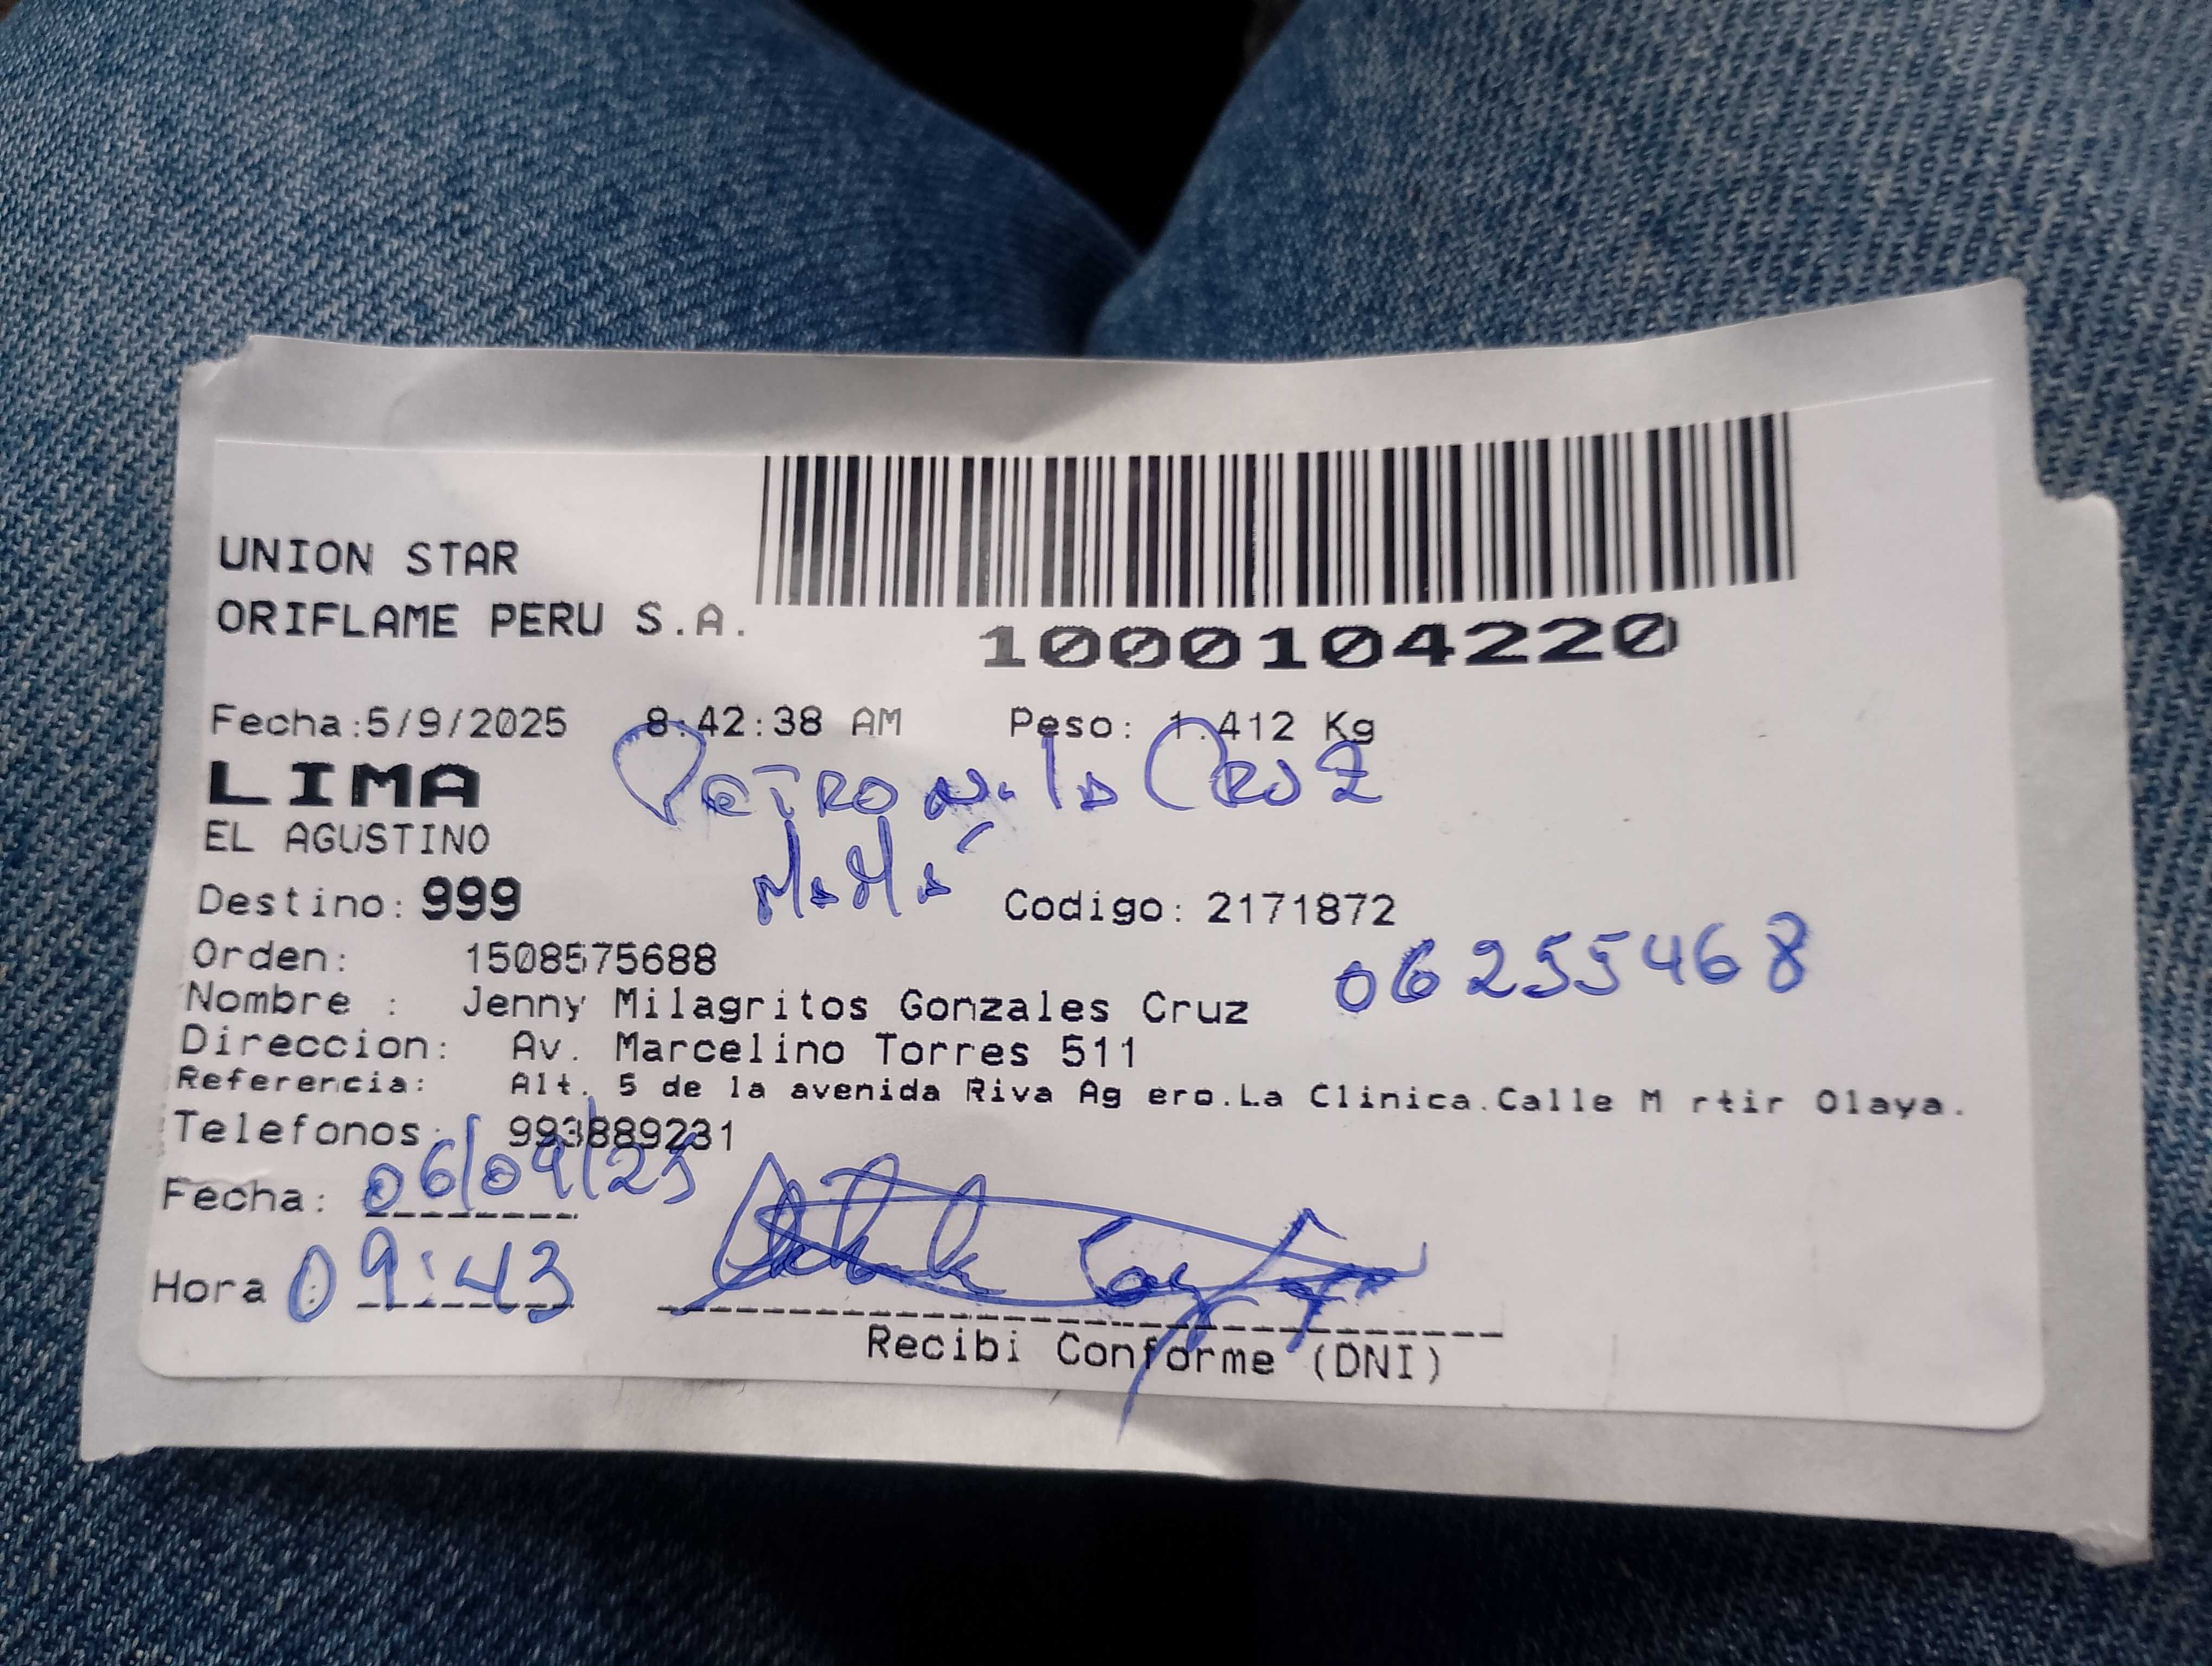 UNION STAR
ORIFLAME PERU S.A.
1000104220
Fecha:5/9/2025 8:42:38 AM Peso: 1.412 Kg
Petronila Cruz
LIMA
EL AGUSTINO
Mamá
Destino: 999 Codigo: 2171872
06255468
Orden: 1508575688
Nombre : Jenny Milagritos Gonzales Cruz
Direccion: Av. Marcelino Torres 511
Referencia: Alt. 5 de la avenida Riva Ag ero.La Clinica.Calle M rtir Olaya.
Telefonos: 993889231
Fecha: 06/09/25
Hora : 09:43
Recibi Conforme (DNI)